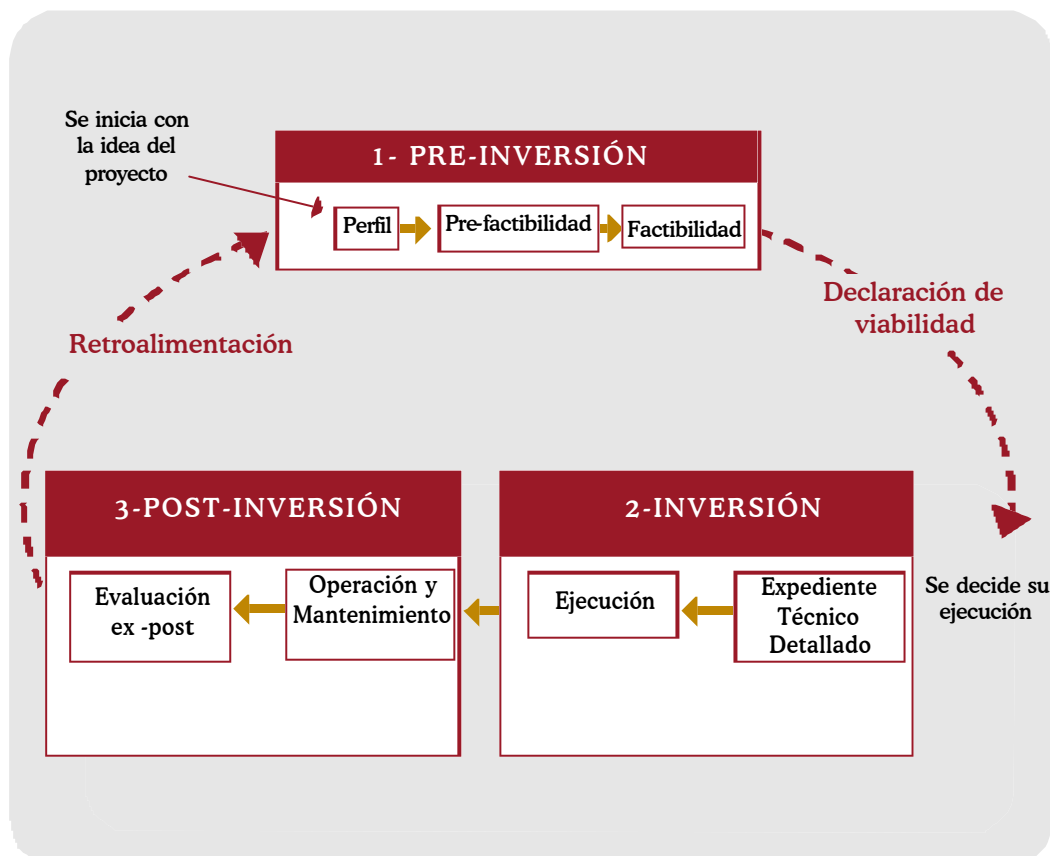 Se inicia con
la idea del
proyecto
1- PRE-INVERSIÓN
Perfil
Pre-factibilidad
Factibilidad
Declaración de
viabilidad
Retroalimentación
3-POST-INVERSIÓN
Evaluación
ex -post
Operación y
Mantenimiento
2-INVERSIÓN
Ejecución
Expediente
Técnico
Detallado
Se decide su
ejecución